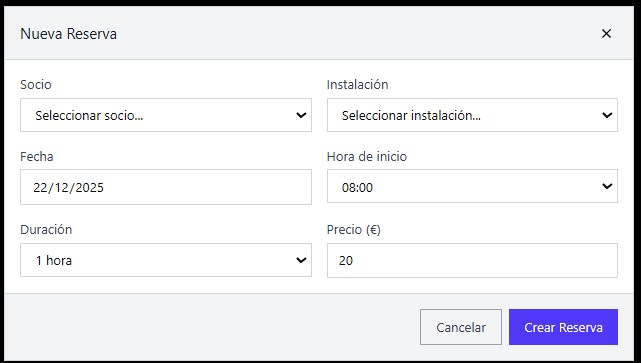 Nueva Reserva ×
Socio
Seleccionar socio...
Instalación
Seleccionar instalación...
Fecha
22/12/2025
Hora de inicio
08:00
Duración
1 hora
Precio (€)
20
Cancelar
Crear Reserva